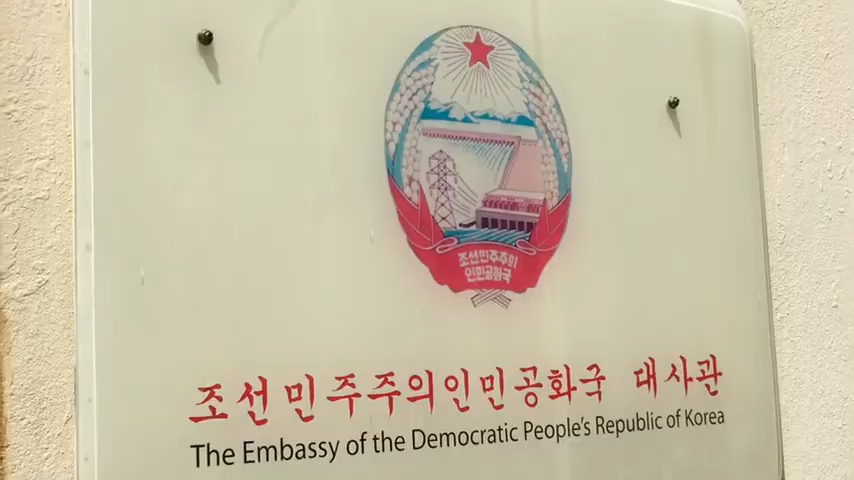 조선민주주의
인민공화국
조선민주주의인민공화국 대사관
The Embassy of the Democratic People's Republic of Korea